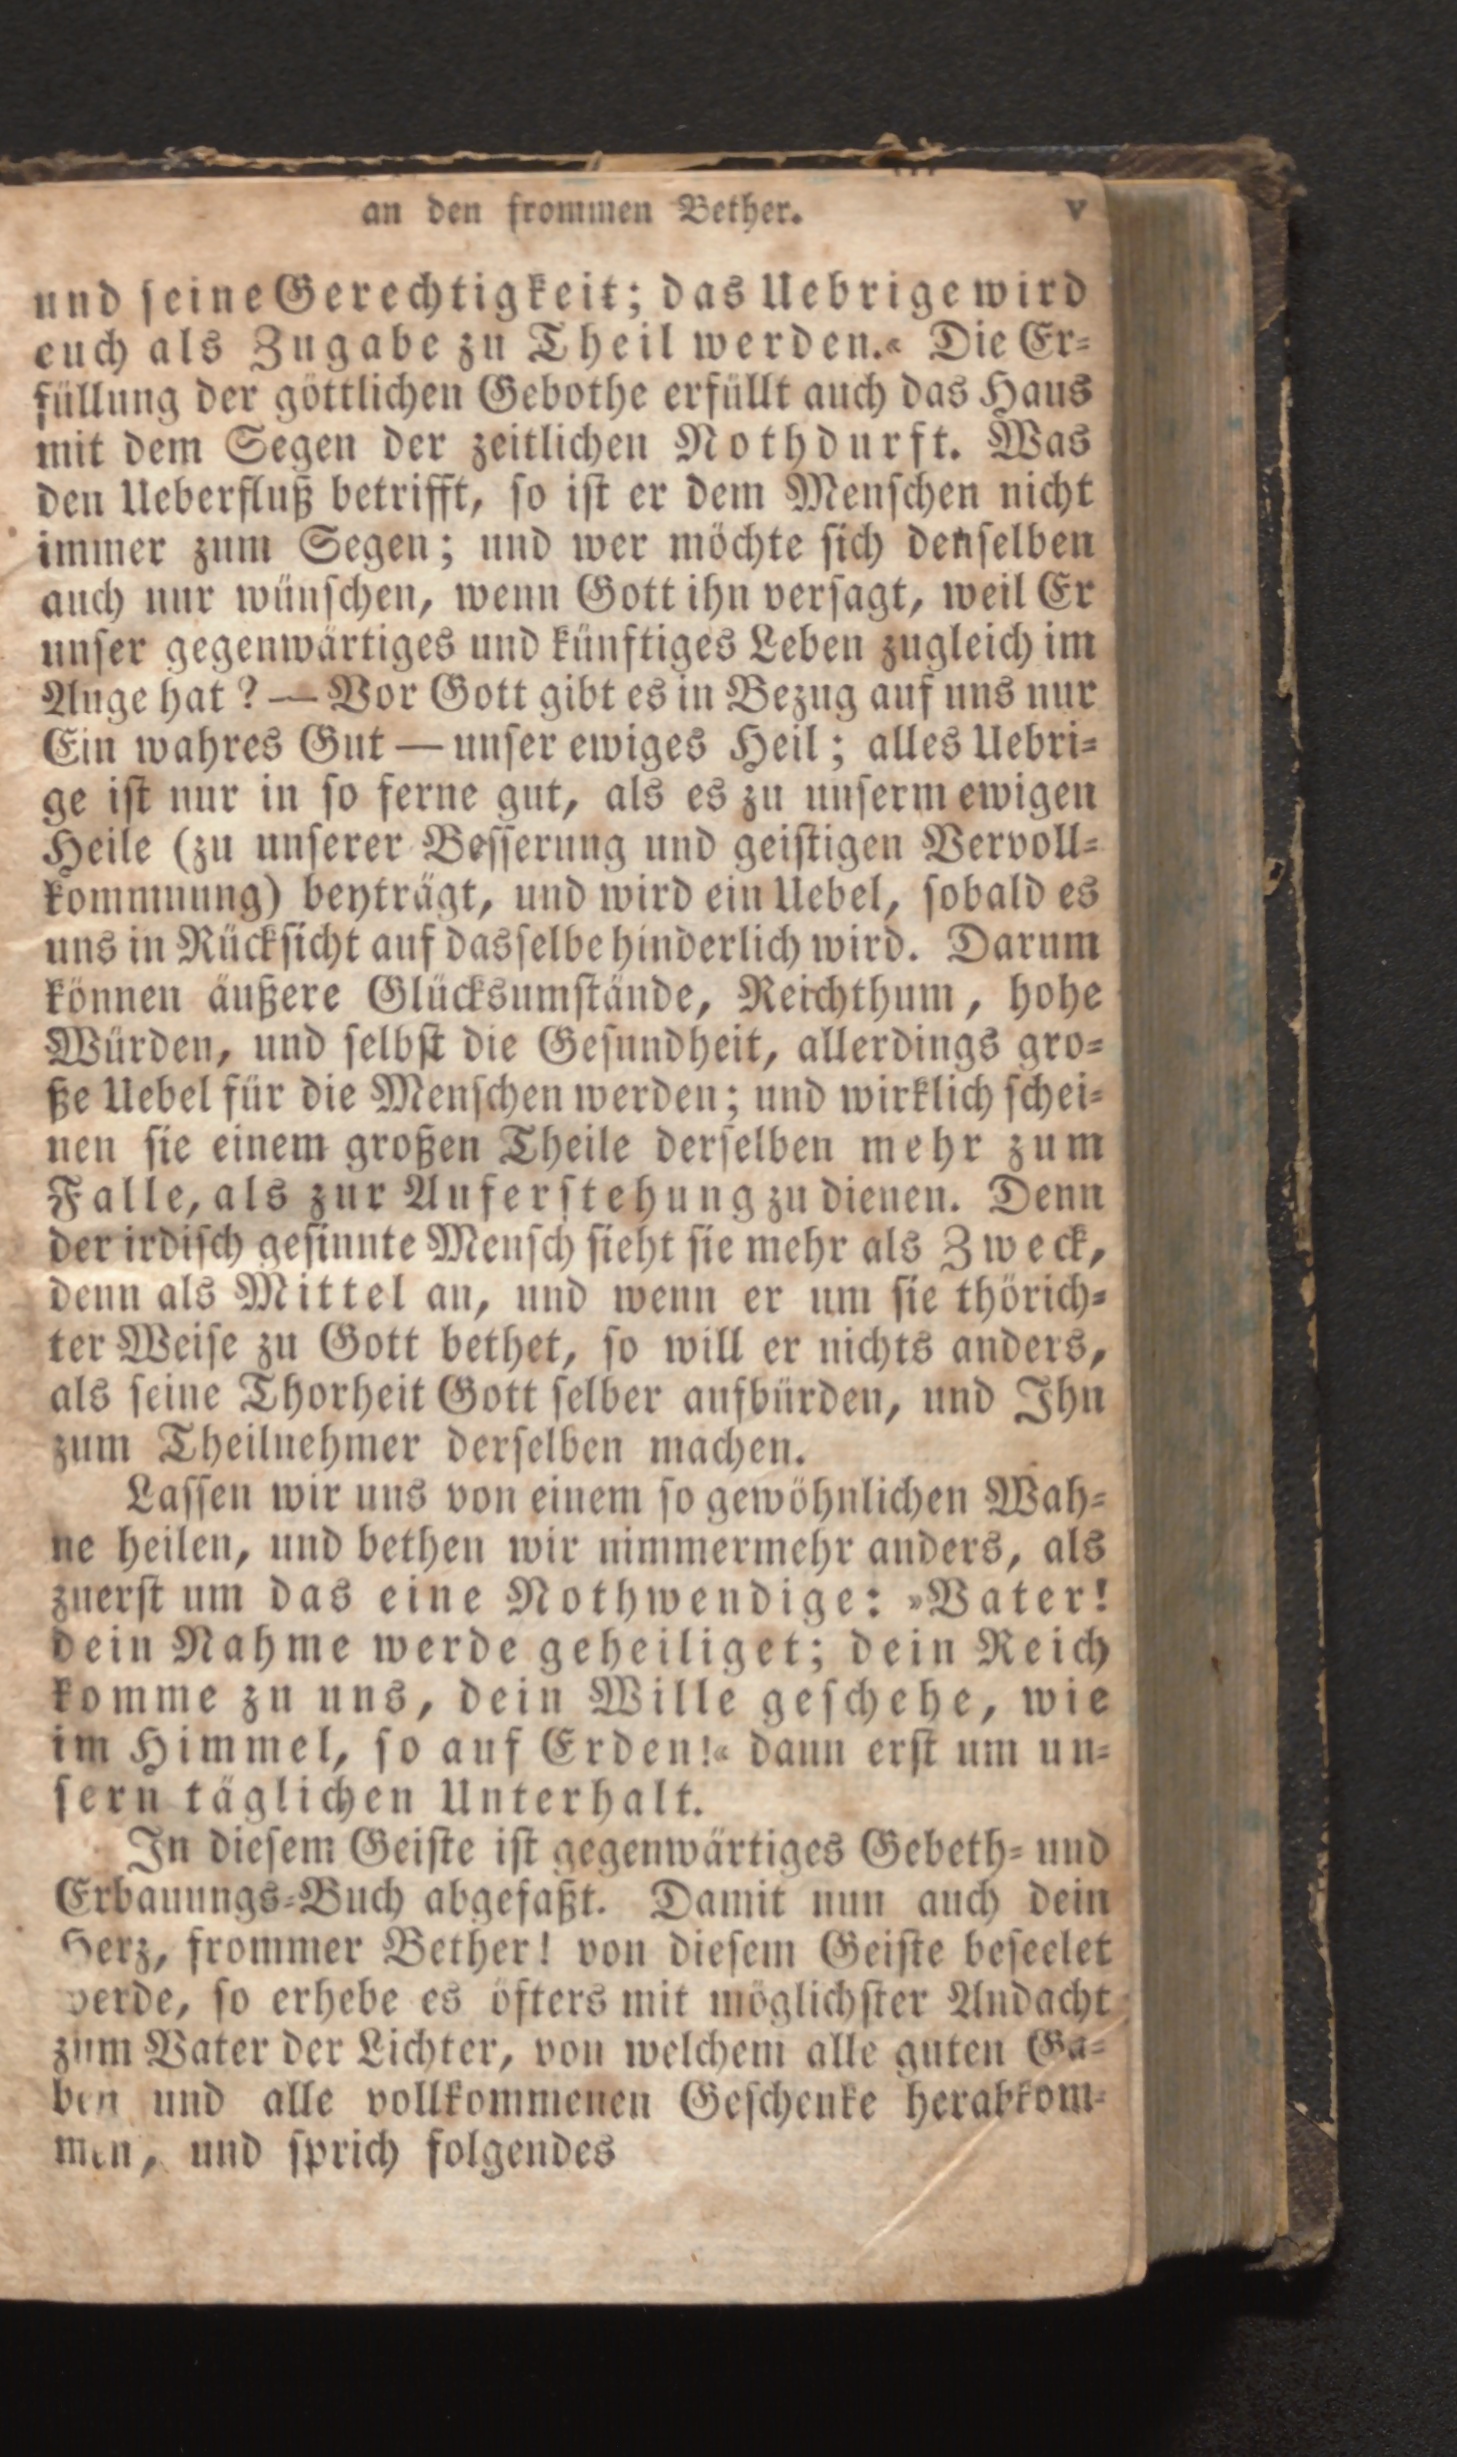 an den frommen Bether. v
und seine Gerechtigkeit; das Uebrige wird
euch als Zugabe zu Theil werden.« Die Er-
füllung der göttlichen Gebothe erfüllt auch das Haus
mit dem Segen der zeitlichen Nothdurft. Was
den Ueberfluß betrifft, so ist er dem Menschen nicht
immer zum Segen; und wer möchte sich denselben
auch nur wünschen, wenn Gott ihn versagt, weil Er
unser gegenwärtiges und künftiges Leben zugleich im
Auge hat? — Vor Gott gibt es in Bezug auf uns nur
Ein wahres Gut — unser ewiges Heil; alles Uebri-
ge ist nur in so ferne gut, als es zu unserm ewigen
Heile (zu unserer Besserung und geistigen Vervoll-
kommnung) beyträgt, und wird ein Uebel, sobald es
uns in Rücksicht auf dasselbe hinderlich wird. Darum
können äußere Glücksumstände, Reichthum, hohe
Würden, und selbst die Gesundheit, allerdings gro-
ße Uebel für die Menschen werden; und wirklich schei-
nen sie einem großen Theile derselben mehr zum
Falle, als zur Auferstehung zu dienen. Denn
der irdisch gesinnte Mensch sieht sie mehr als Zweck,
denn als Mittel an, und wenn er um sie thörich-
ter Weise zu Gott bethet, so will er nichts anders,
als seine Thorheit Gott selber aufbürden, und Ihn
zum Theilnehmer derselben machen.
Lassen wir uns von einem so gewöhnlichen Wah-
ne heilen, und bethen wir nimmermehr anders, als
zuerst um das eine Nothwendige: »Vater!
dein Nahme werde geheiliget; dein Reich
komme zu uns, dein Wille geschehe, wie
im Himmel, so auf Erden!« dann erst um un-
sern täglichen Unterhalt.
In diesem Geiste ist gegenwärtiges Gebeth- und
Erbauungs-Buch abgefaßt. Damit nun auch dein
Herz, frommer Bether! von diesem Geiste beseelet
werde, so erhebe es öfters mit möglichster Andacht
zum Vater der Lichter, von welchem alle guten Ga-
ben und alle vollkommenen Geschenke herabkom-
men, und sprich folgendes